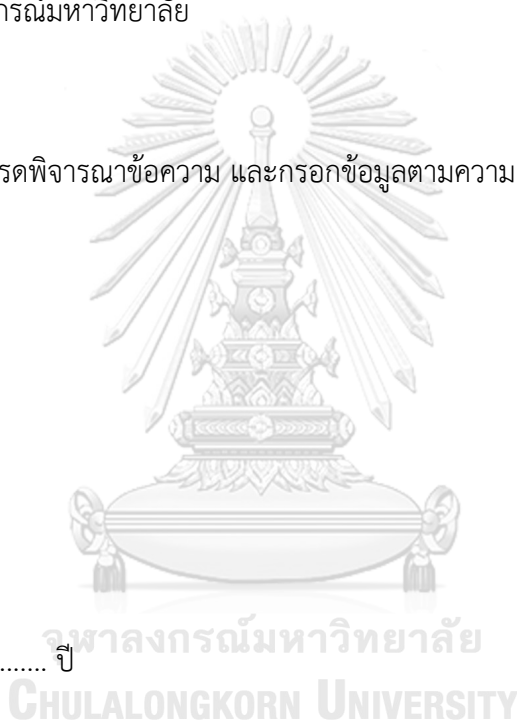 กรณ์มหาวิทยาลัย
รดพิจารณาข้อความ และกรอกข้อมูลตามความ
จุฬาลงกรณ์มหาวิทยาลัย
....... ปี
CHULALONGKORN UNIVERSITY